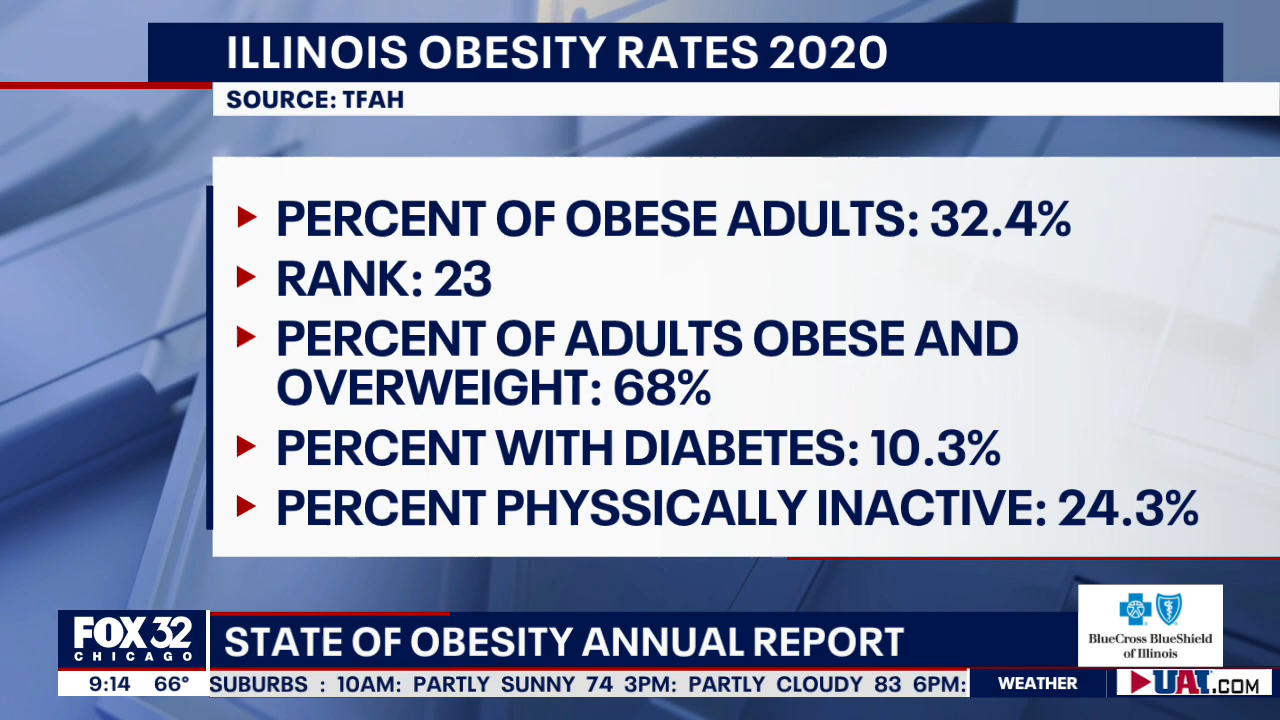 ILLINOIS OBESITY RATES 2020
SOURCE: TFAH
PERCENT OF OBESE ADULTS: 32.4%
RANK: 23
PERCENT OF ADULTS OBESE AND
OVERWEIGHT: 68%
PERCENT WITH DIABETES: 10.3%
PERCENT PHYSSICALLY INACTIVE: 24.3%
FOX 32
CHICAGO
STATE OF OBESITY ANNUAL REPORT
BlueCross BlueShield
of Illinois
9:14 66° SUBURBS : 10AM: PARTLY SUNNY 74 3PM: PARTLY CLOUDY 83 6PM: WEATHER .COM